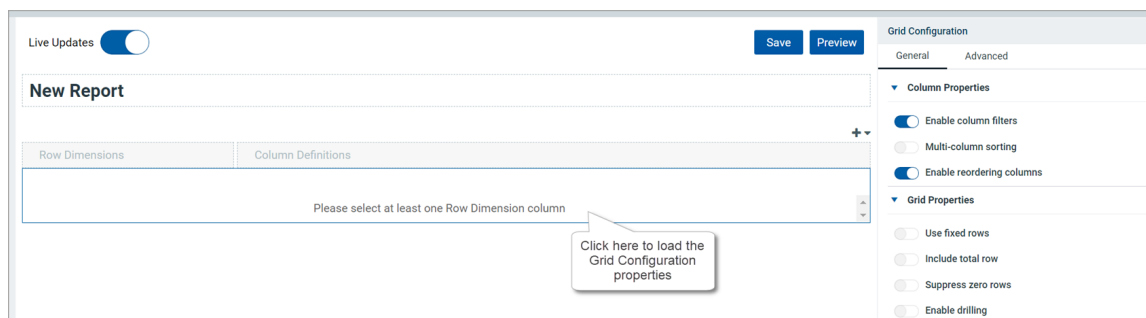 Live Updates
Save
Preview
New Report
Row Dimensions
Column Definitions
Please select at least one Row Dimension column
Click here to load the
Grid Configuration
properties
Grid Configuration
General
Advanced
Column Properties
Enable column filters
Multi-column sorting
Enable reordering columns
Grid Properties
Use fixed rows
Include total row
Suppress zero rows
Enable drilling